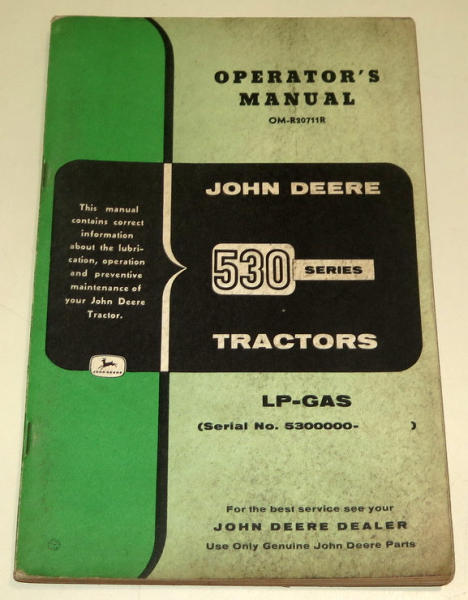 OPERATOR'S
MANUAL
OM-R20711R
This manual
contains correct
information
about the lubri-
cation, operation
and preventive
maintenance of
your John Deere
Tractor.
JOHN DEERE
530 SERIES
TRACTORS
JOHN DEERE
LP-GAS
(Serial No. 5300000- )
For the best service see your
JOHN DEERE DEALER
Use Only Genuine John Deere Parts